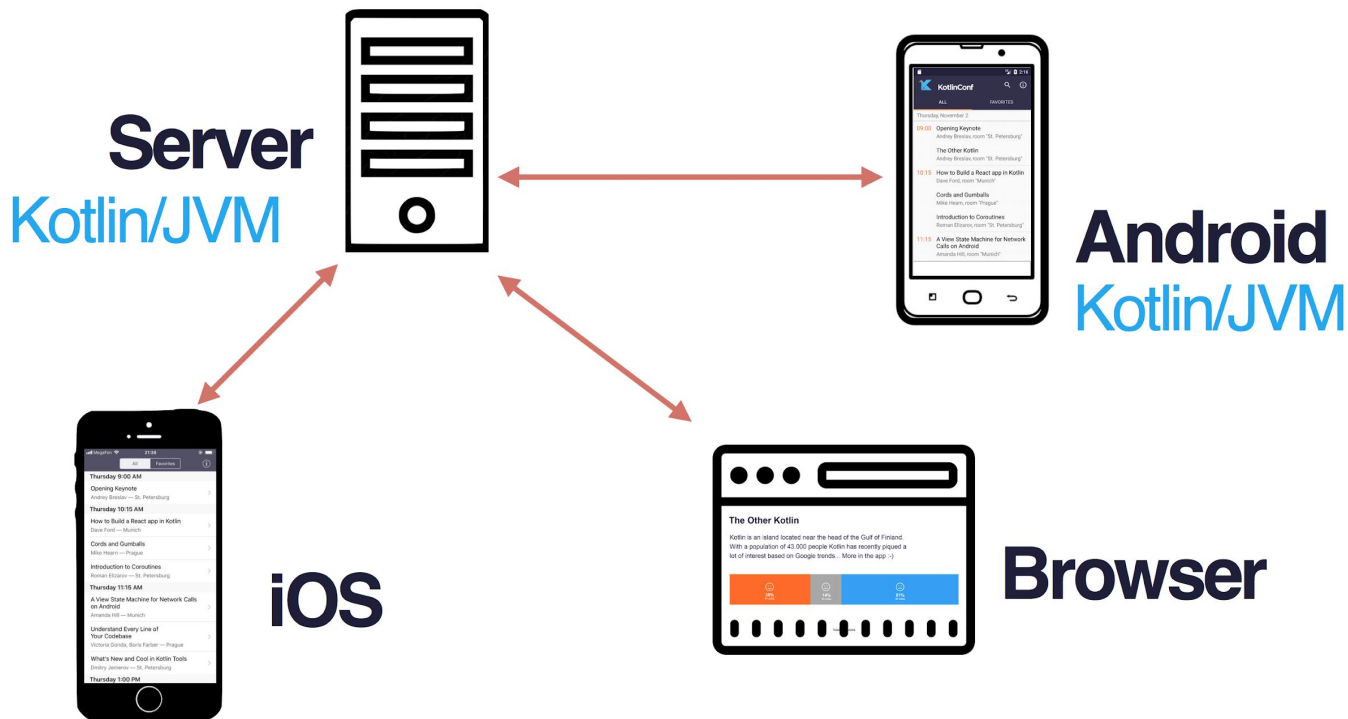 Server
Kotlin/JVM
2:16
KotlinConf
ALL FAVORITES
Thursday, November 2
09:00 Opening Keynote
Andrey Breslav, room "St. Petersburg"
The Other Kotlin
Andrey Breslav, room "St. Petersburg"
10:15 How to Build a React app in Kotlin
Dave Ford, room "Munich"
Cords and Gumballs
Mike Hearn, room "Prague"
Introduction to Coroutines
Roman Elizarov, room "St. Petersburg"
11:15 A View State Machine for Network
Calls on Android
Amanda Hill, room "Munich"
Android
Kotlin/JVM
MegaFon 21:38
All Favorites
Thursday 9:00 AM
Opening Keynote
Andrey Breslav — St. Petersburg
Thursday 10:15 AM
How to Build a React app in Kotlin
Dave Ford — Munich
Cords and Gumballs
Mike Hearn — Prague
Introduction to Coroutines
Roman Elizarov — St. Petersburg
Thursday 11:15 AM
A View State Machine for Network Calls
on Android
Amanda Hill — Munich
Understand Every Line of
Your Codebase
Victoria Gonda, Boris Farber — Prague
What's New and Cool in Kotlin Tools
Dmitry Jemerov — St. Petersburg
Thursday 1:00 PM
iOS
The Other Kotlin
Kotlin is an island located near the head of the Gulf of Finland.
With a population of 43.000 people Kotlin has recently piqued a
lot of interest based on Google trends... More in the app :-)
Browser